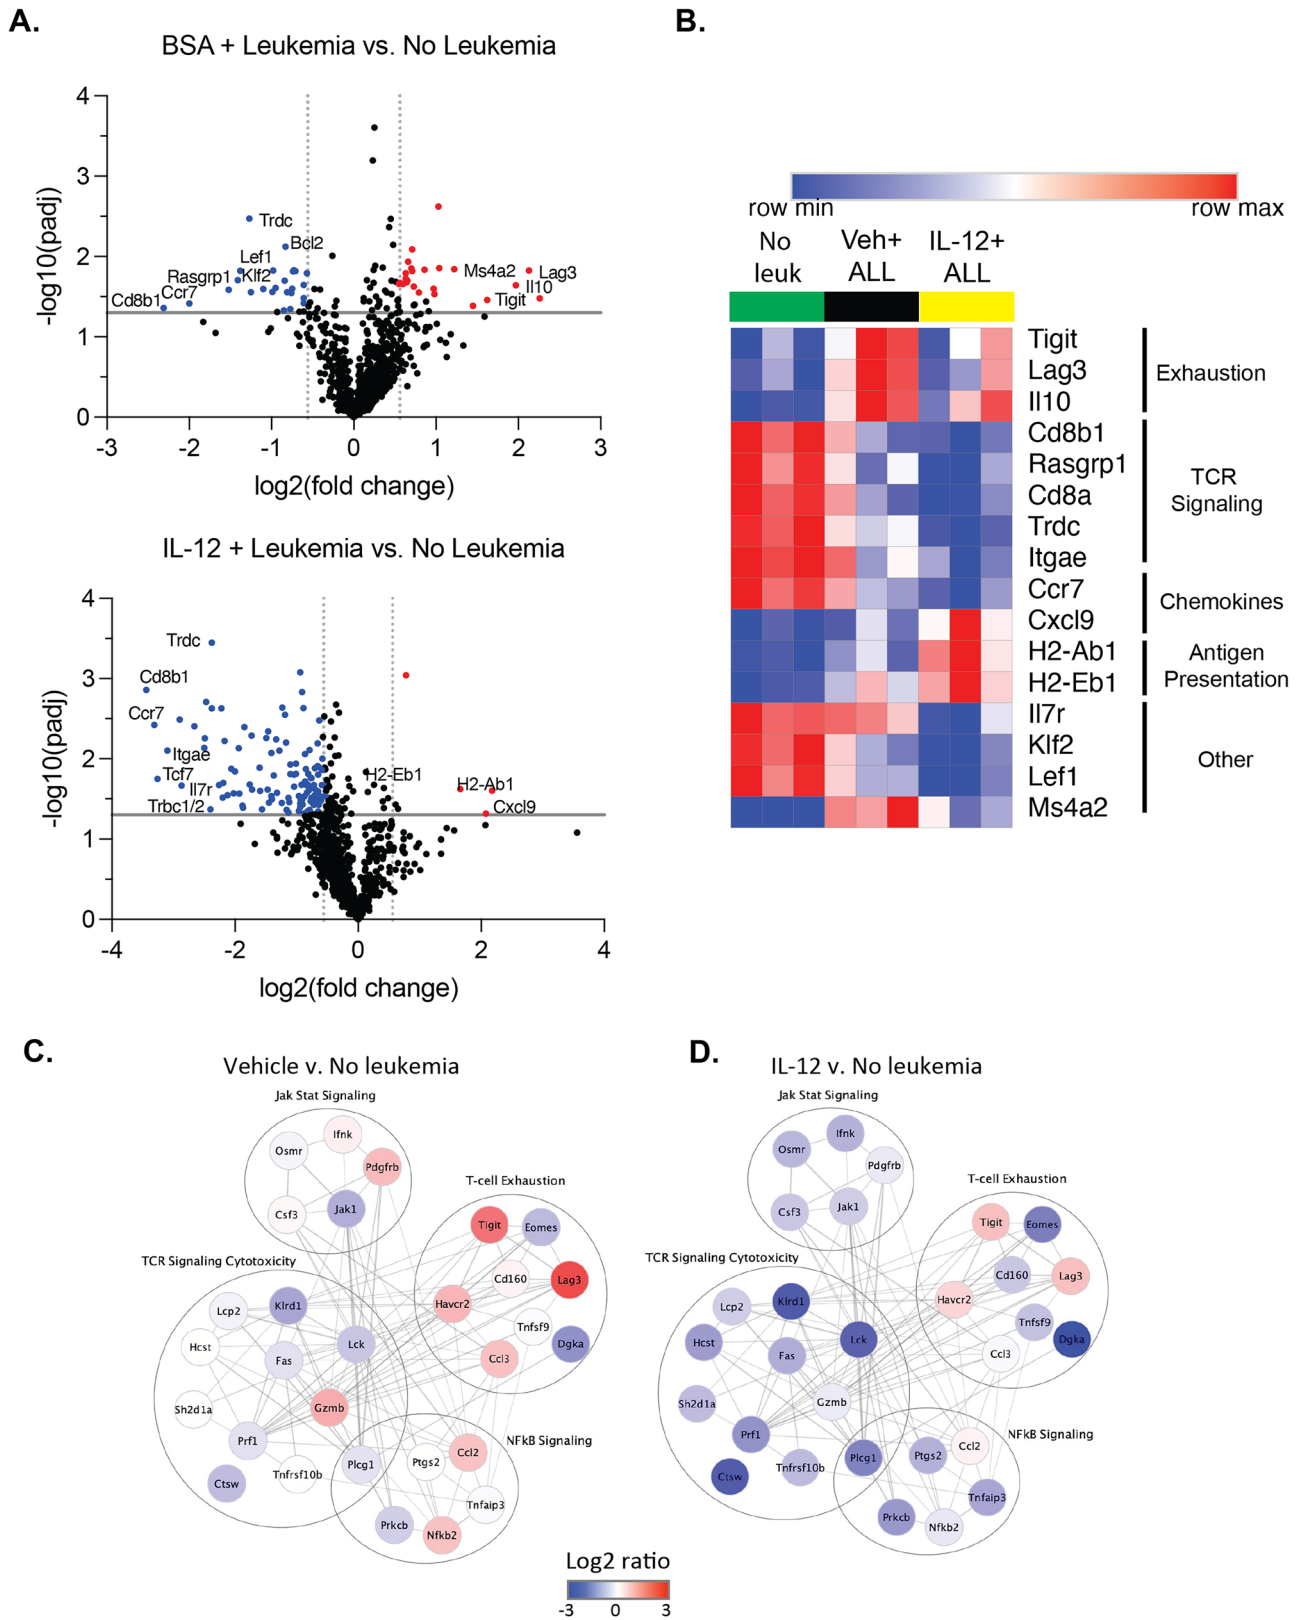 A.
BSA + Leukemia vs. No Leukemia
-log10(padj)
4
3
2
1
0
Trdc
Bcl2
Lef1
Rasgrp1
Klf2
Ccr7
Cd8b1
Ms4a2
Lag3
Il10
Tigit
-3
-2
-1
0
1
2
3
log2(fold change)
IL-12 + Leukemia vs. No Leukemia
-log10(padj)
4
3
2
1
0
Trdc
Cd8b1
Ccr7
Itgae
Tcf7
Il7r
Trbc1/2
H2-Eb1
H2-Ab1
Cxcl9
-4
-2
0
2
4
log2(fold change)
B.
row min
row max
No leuk
Veh+ ALL
IL-12+ ALL
Tigit
Lag3
Il10
Cd8b1
Rasgrp1
Cd8a
Trdc
Itgae
Ccr7
Cxcl9
H2-Ab1
H2-Eb1
Il7r
Klf2
Lef1
Ms4a2
Exhaustion
TCR
Signaling
Chemokines
Antigen
Presentation
Other
C.
Vehicle v. No leukemia
Jak Stat Signaling
Ifnk
Osmr
Pdgfrb
Csf3
Jak1
T-cell Exhaustion
Tigit
Eomes
Cd160
Lag3
Havcr2
Tnfsf9
Dgka
Ccl3
TCR Signaling Cytotoxicity
Lcp2
Klrd1
Hcst
Fas
Lck
Sh2d1a
Gzmb
Prf1
Tnfrsf10b
Ctsw
Plcg1
NFkB Signaling
Ptgs2
Ccl2
Tnfaip3
Prkcb
Nfkb2
D.
IL-12 v. No leukemia
Jak Stat Signaling
Ifnk
Osmr
Pdgfrb
Csf3
Jak1
T-cell Exhaustion
Tigit
Eomes
Cd160
Lag3
Havcr2
Tnfsf9
Dgka
Ccl3
TCR Signaling Cytotoxicity
Lcp2
Klrd1
Hcst
Fas
Lck
Sh2d1a
Gzmb
Prf1
Tnfrsf10b
Ctsw
Plcg1
NFkB Signaling
Ptgs2
Ccl2
Tnfaip3
Prkcb
Nfkb2
Log2 ratio
-3
0
3